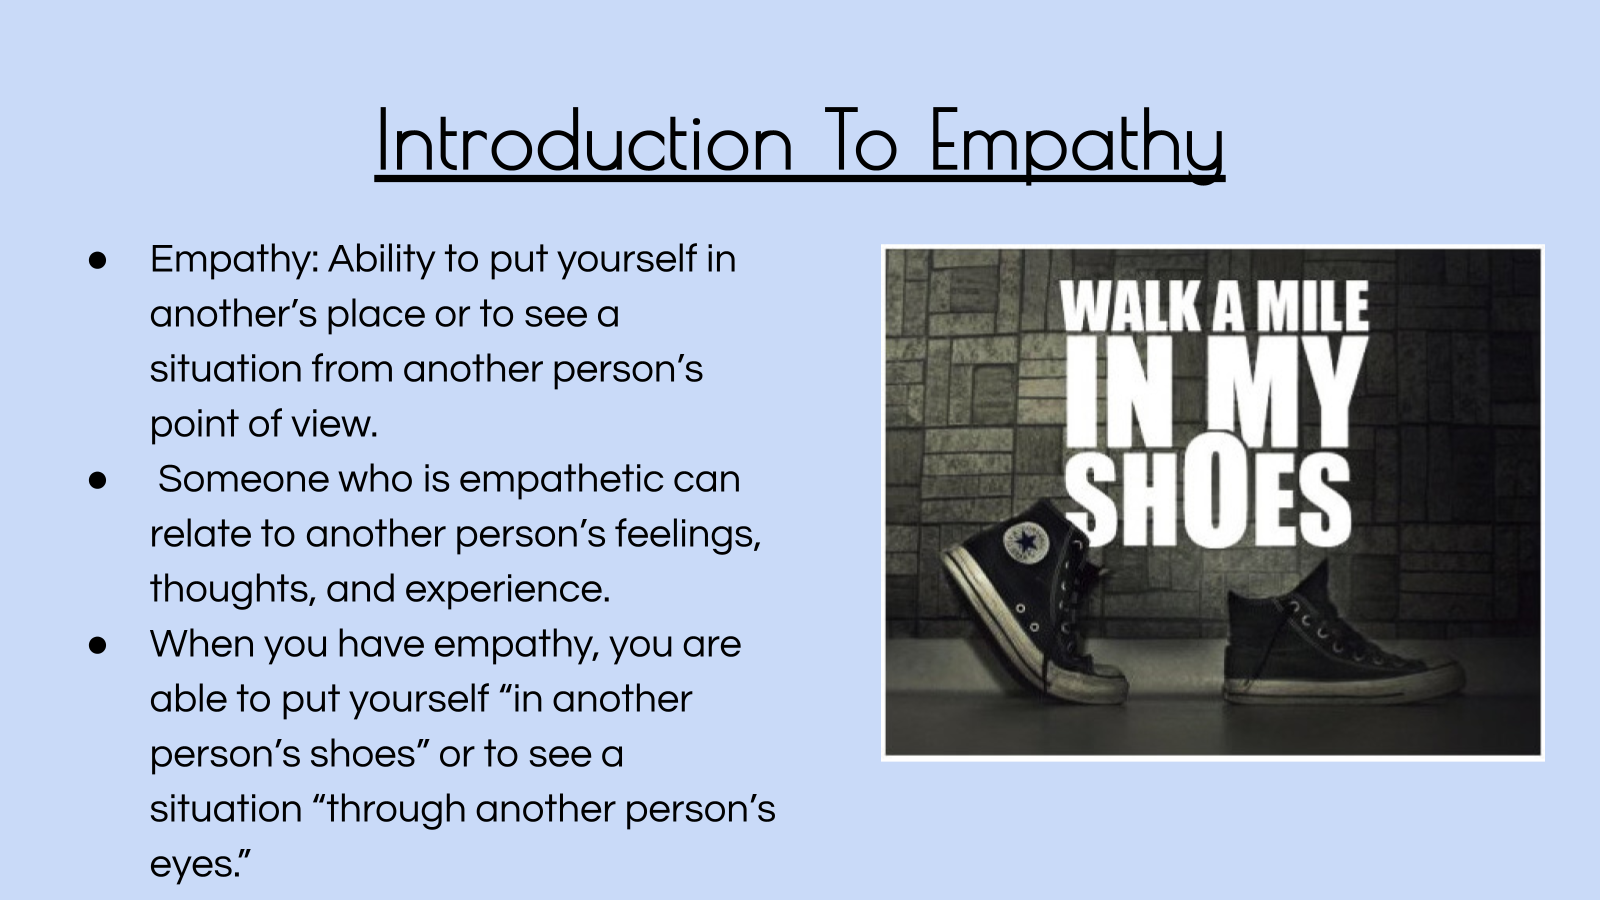 Introduction To Empathy
● Empathy: Ability to put yourself in
another’s place or to see a
situation from another person’s
point of view.
● Someone who is empathetic can
relate to another person’s feelings,
thoughts, and experience.
● When you have empathy, you are
able to put yourself “in another
person’s shoes” or to see a
situation “through another person’s
eyes.”
WALK A MILE
IN MY
SHOES